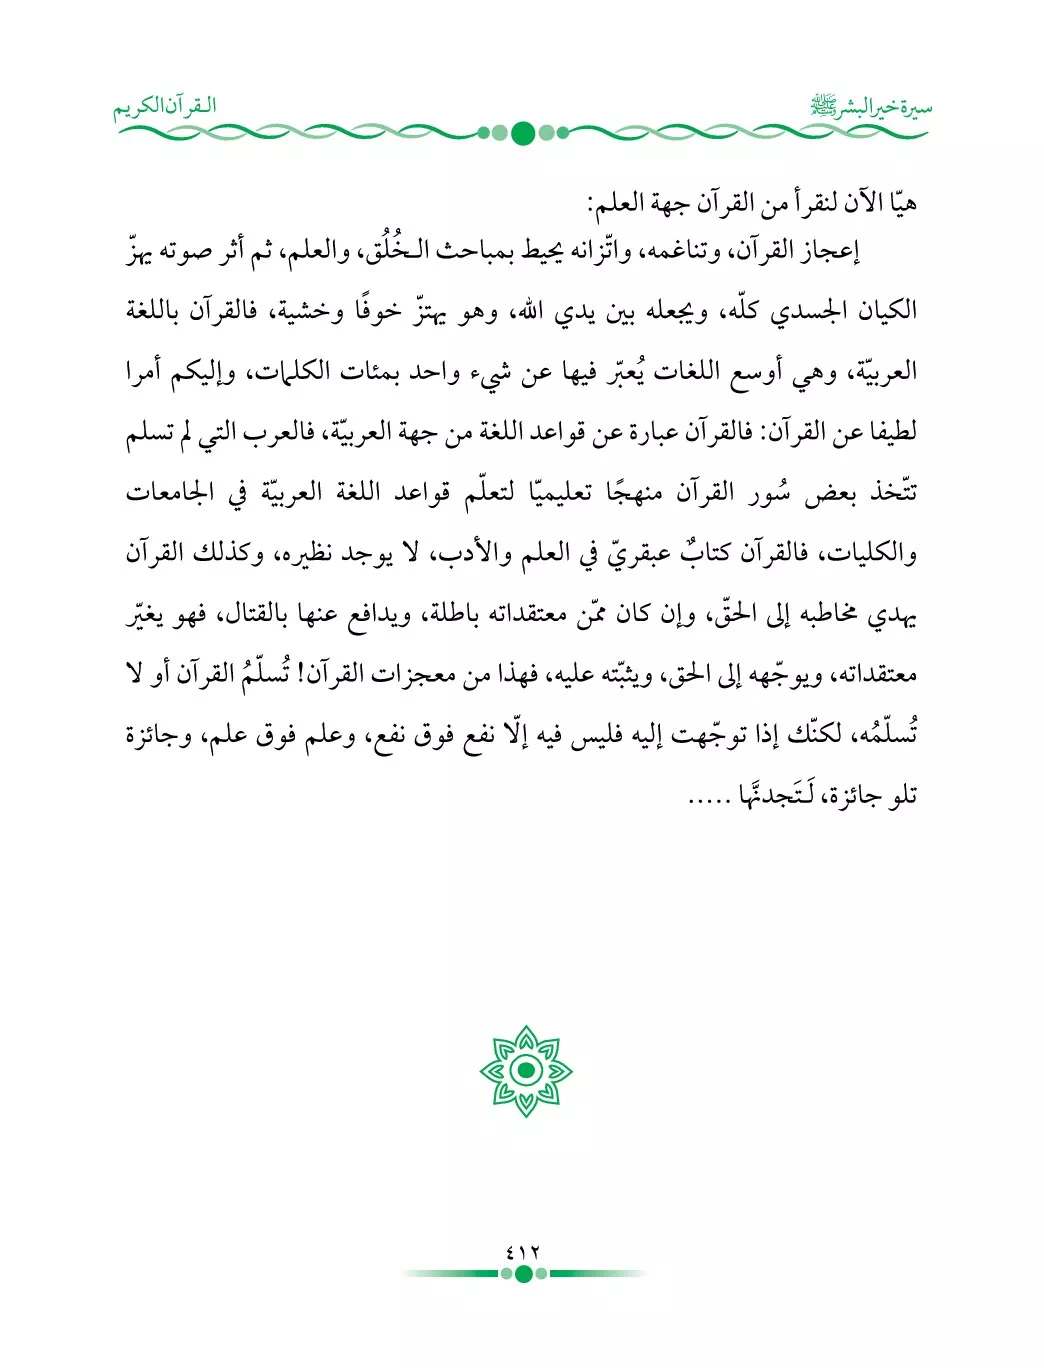 سيرة خير البشر ﷺ
الـقرآن الكريم
هيّا الآن لنقرأ من القرآن جهة العلم:
إعجاز القرآن، وتناغمه، واتّزانه يحيط بمباحث الـخُلُق، والعلم، ثم أثر صوته يهزّ
الكيان الجسدي كلّه، ويجعله بين يدي الله، وهو يهتزّ خوفًا وخشية، فالقرآن باللغة
العربيّة، وهي أوسع اللغات يُعبّر فيها عن شيء واحد بمئات الكلمات، وإليكم أمرا
لطيفا عن القرآن: فالقرآن عبارة عن قواعد اللغة من جهة العربيّة، فالعرب التي لم تسلم
تتّخذ بعض سُور القرآن منهجًا تعليميّا لتعلّم قواعد اللغة العربيّة في الجامعات
والكليات، فالقرآن كتابٌ عبقريّ في العلم والأدب، لا يوجد نظيره، وكذلك القرآن
يهدي مخاطبه إلى الحقّ، وإن كان ممّن معتقداته باطلة، ويدافع عنها بالقتال، فهو يغيّر
معتقداته، ويوجّهه إلى الحق، ويثبّته عليه، فهذا من معجزات القرآن! تُسلّمُ القرآن أو لا
تُسلّمُه، لكنّك إذا توجّهت إليه فليس فيه إلّا نفع فوق نفع، وعلم فوق علم، وجائزة
تلو جائزة، لَـتَجدنَّها .....
٤١٢